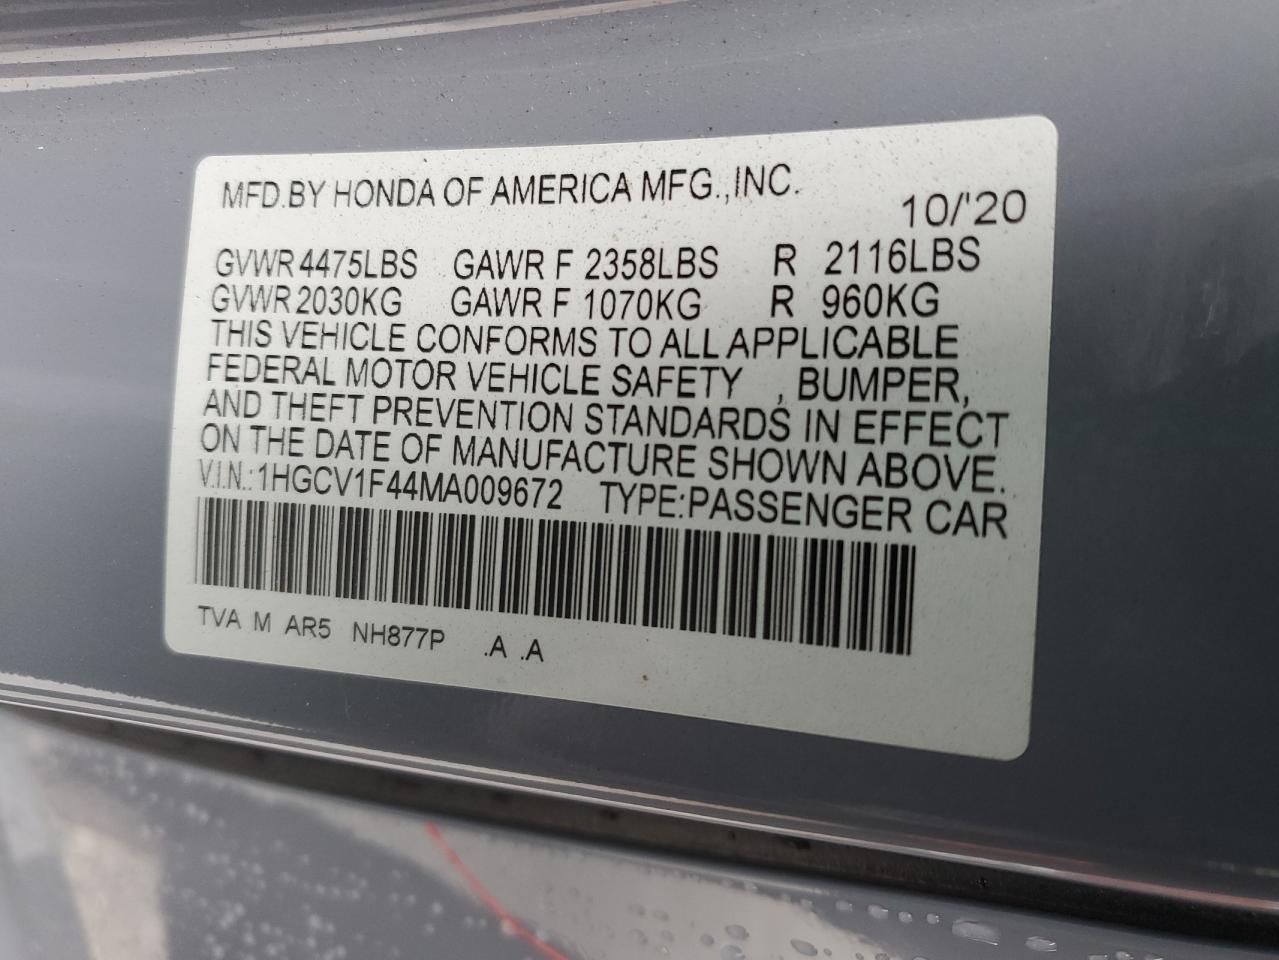 MFD.BY HONDA OF AMERICA MFG.,INC.
10/'20
GVWR 4475LBS GAWR F 2358LBS R 2116LBS
GVWR 2030KG GAWR F 1070KG R 960KG
THIS VEHICLE CONFORMS TO ALL APPLICABLE
FEDERAL MOTOR VEHICLE SAFETY , BUMPER,
AND THEFT PREVENTION STANDARDS IN EFFECT
ON THE DATE OF MANUFACTURE SHOWN ABOVE.
V.I.N.:1HGCV1F44MA009672 TYPE:PASSENGER CAR
TVA M AR5 NH877P .A .A